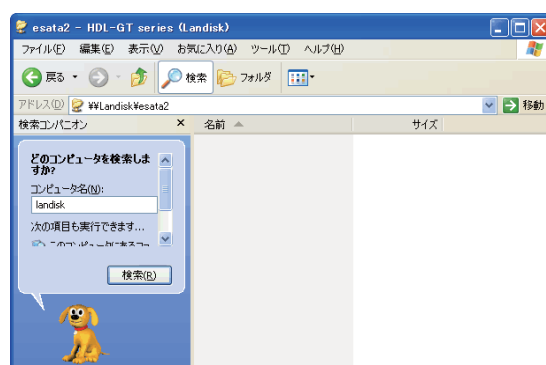 esata2 - HDL-GT series (Landisk)
ファイル(F) 編集(E) 表示(V) お気に入り(A) ツール(T) ヘルプ(H)
戻る 検索 フォルダ
アドレス(D) ¥¥Landisk¥esata2 移動
検索コンパニオン × 名前 サイズ
どのコンピュータを検索しま
すか?
コンピュータ名(N):
landisk
次の項目も実行できます...
検索(R)